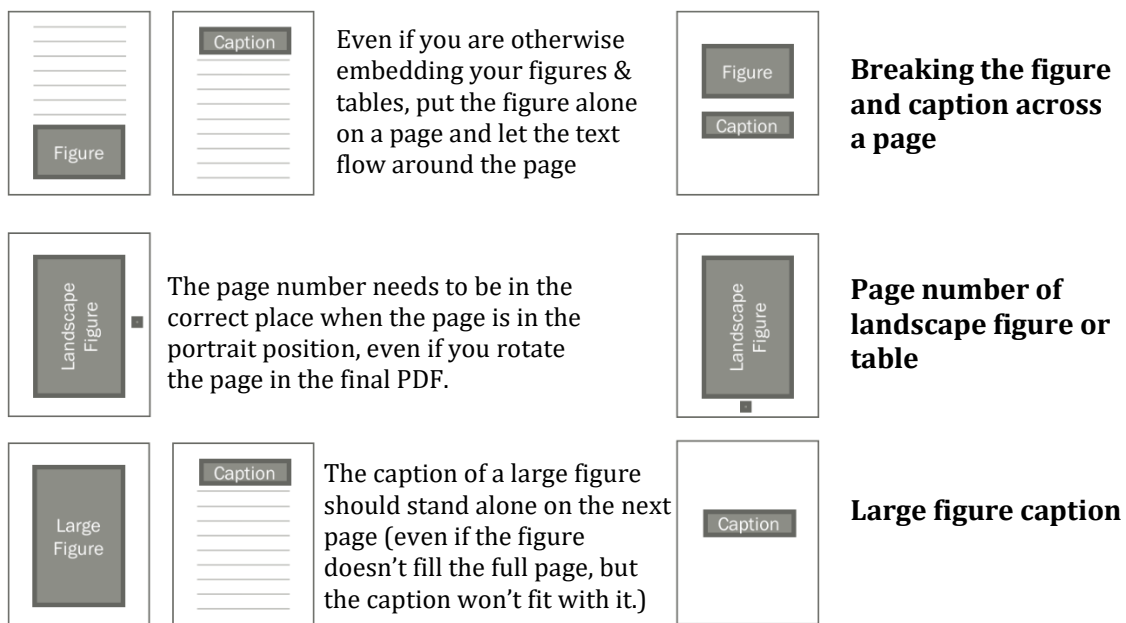 Figure
Caption
Even if you are otherwise
embedding your figures &
tables, put the figure alone
on a page and let the text
flow around the page
Figure
Caption
Breaking the figure
and caption across
a page
Landscape
Figure
The page number needs to be in the
correct place when the page is in the
portrait position, even if you rotate
the page in the final PDF.
Landscape
Figure
Page number of
landscape figure or
table
Large
Figure
Caption
The caption of a large figure
should stand alone on the next
page (even if the figure
doesn’t fill the full page, but
the caption won’t fit with it.)
Caption
Large figure caption